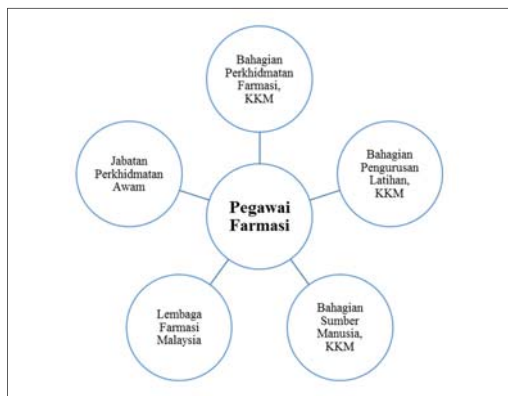 Bahagian
Perkhidmatan
Farmasi,
KKM
Jabatan
Perkhidmatan
Awam
Bahagian
Pengurusan
Latihan,
KKM
Pegawai
Farmasi
Lembaga
Farmasi
Malaysia
Bahagian
Sumber
Manusia,
KKM